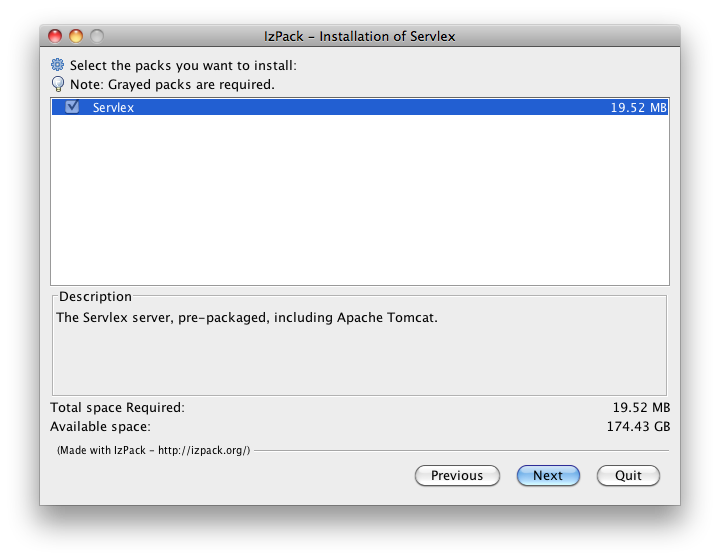 IzPack - Installation of Servlex
Select the packs you want to install:
Note: Grayed packs are required.
Servlex 19.52 MB
Description
The Servlex server, pre-packaged, including Apache Tomcat.
Total space Required: 19.52 MB
Available space: 174.43 GB
(Made with IzPack - http://izpack.org/)
Previous Next Quit